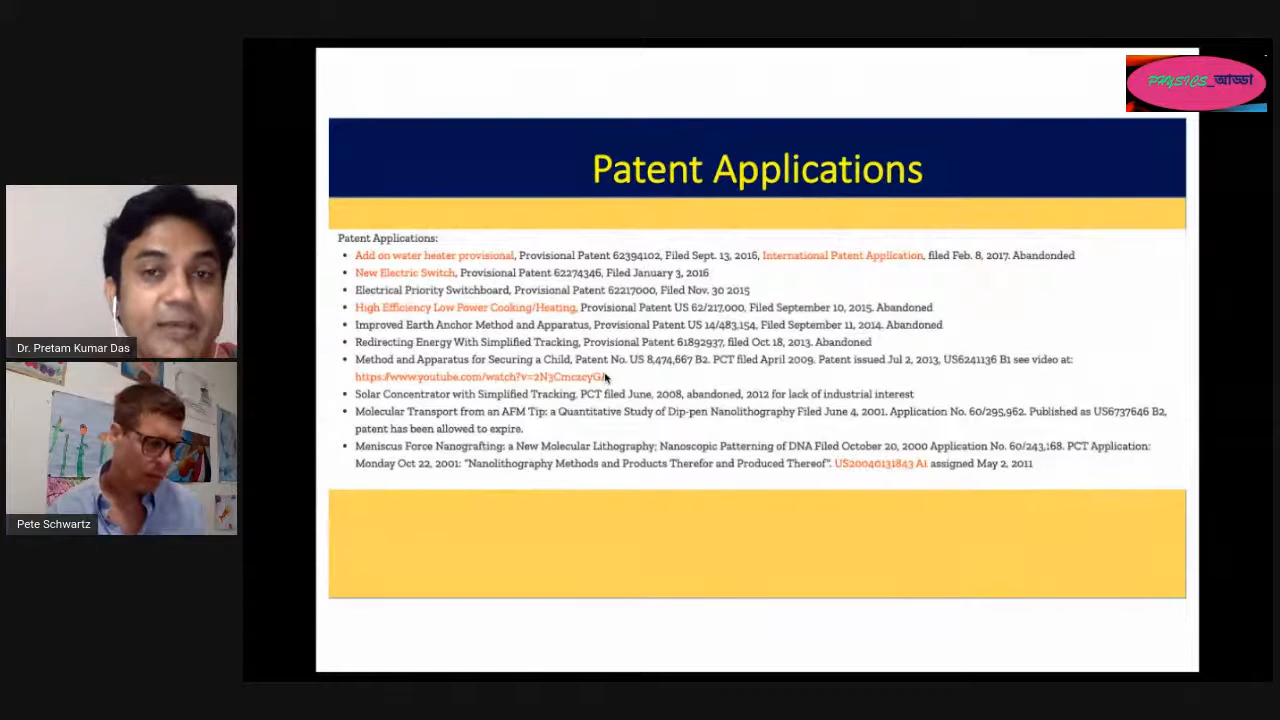 PHYSICS_আড্ডা
Patent Applications
Patent Applications:
Add on water heater provisional, Provisional Patent 62394102, Filed Sept. 13, 2016, International Patent Application, filed Feb. 8, 2017. Abandonded
New Electric Switch, Provisional Patent 62274346, Filed January 3, 2016
Electrical Priority Switchboard, Provisional Patent 62217000, Filed Nov. 30 2015
High Efficiency Low Power Cooking/Heating, Provisional Patent US 62/217,000, Filed September 10, 2015. Abandoned
Improved Earth Anchor Method and Apparatus, Provisional Patent US 14/483,154, Filed September 11, 2014. Abandoned
Redirecting Energy With Simplified Tracking, Provisional Patent 61892937, filed Oct 18, 2013. Abandoned
Method and Apparatus for Securing a Child, Patent No. US 8,474,667 B2. PCT filed April 2009. Patent issued Jul 2, 2013, US6241136 B1 see video at:
Solar Concentrator with Simplified Tracking. PCT filed June, 2008, abandoned, 2012 for lack of industrial interest
Molecular Transport from an AFM Tip: a Quantitative Study of Dip-pen Nanolithography Filed June 4, 2001. Application No. 60/295,962. Published as US6737646 B2,
patent has been allowed to expire.
Meniscus Force Nanografting: a New Molecular Lithography; Nanoscopic Patterning of DNA Filed October 20, 2000 Application No. 60/243,168. PCT Application:
Monday Oct 22, 2001: "Nanolithography Methods and Products Therefor and Produced Thereof". US20040131843 A1 assigned May 2, 2011
Dr. Pretam Kumar Das
Pete Schwartz